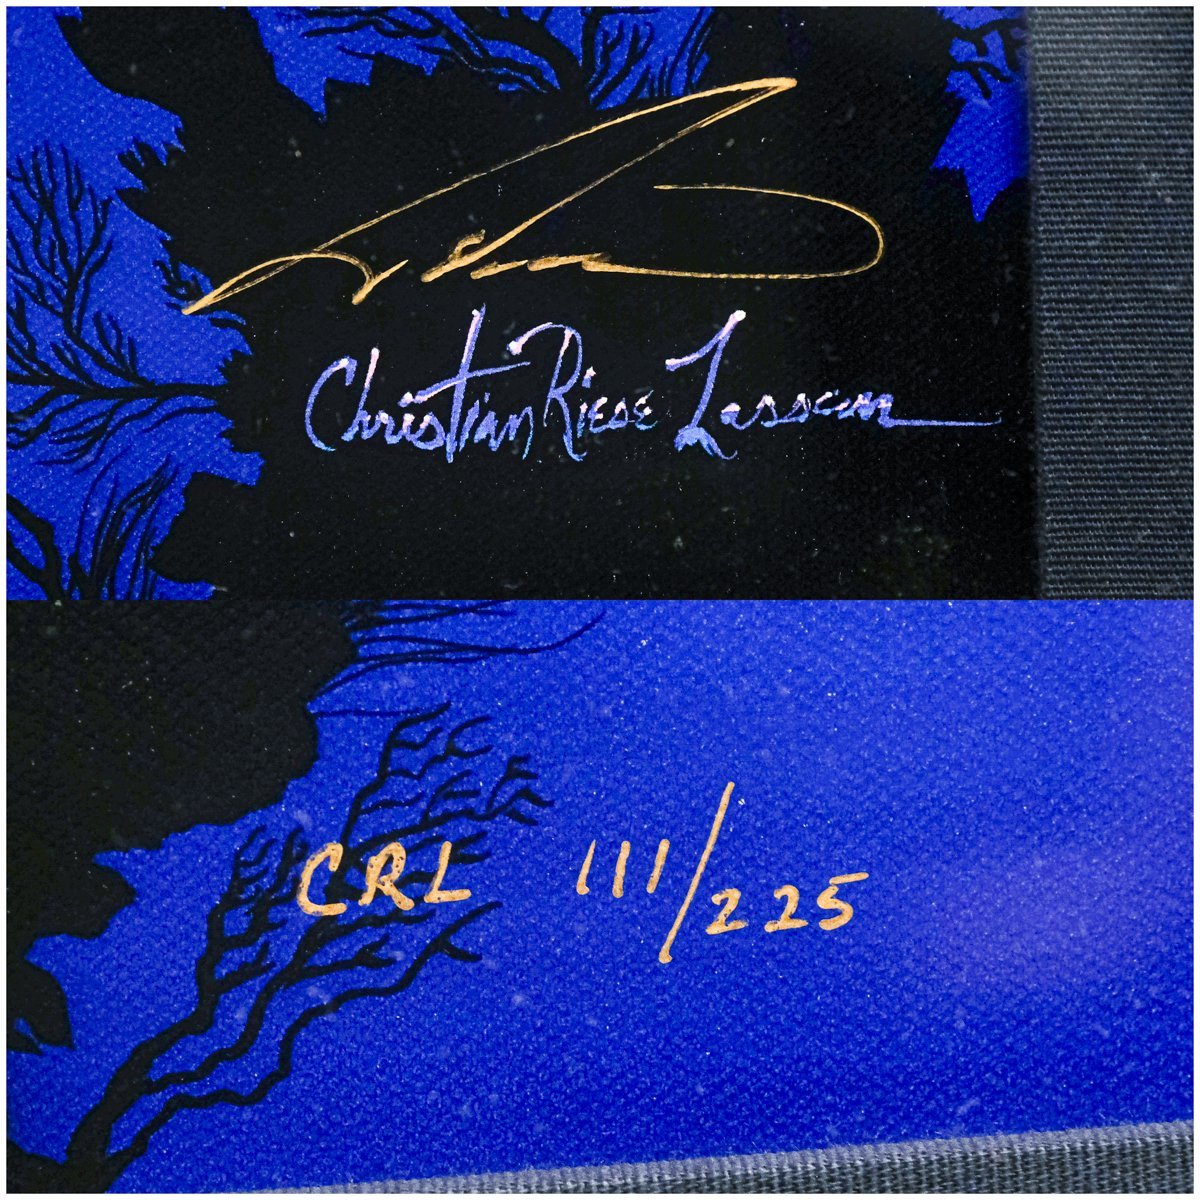 Christian Riese Lassen
CRL 111/225